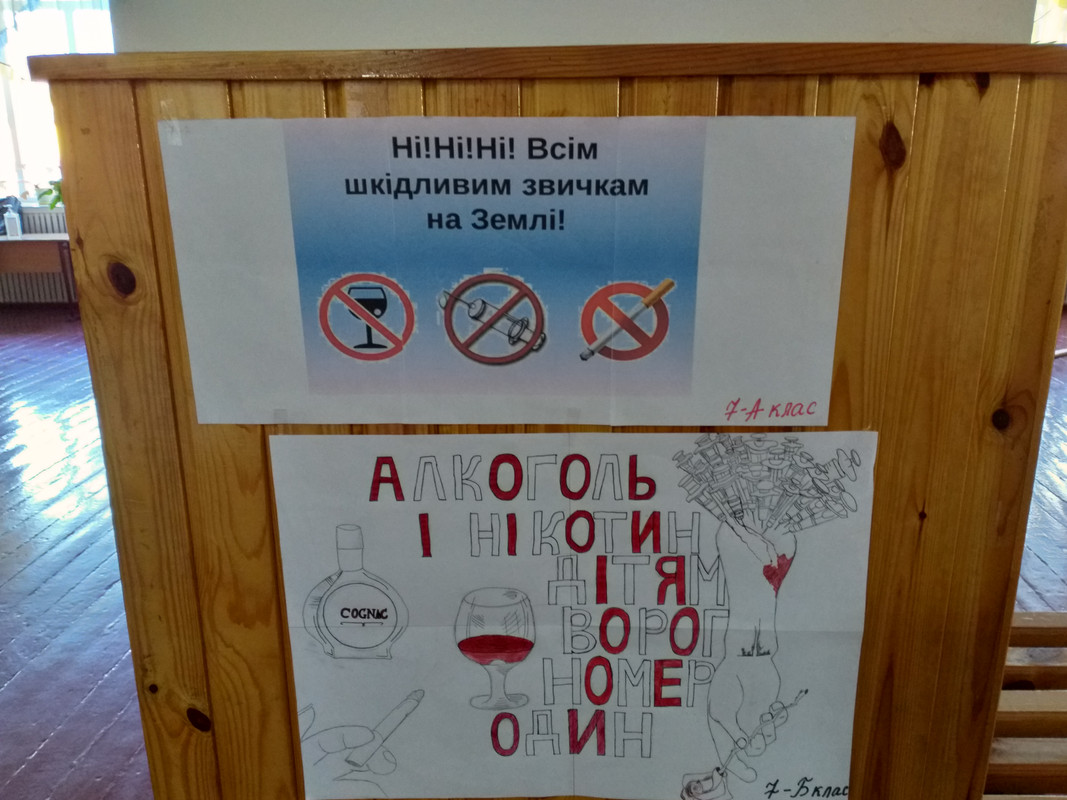 Ні!Ні!Ні! Всім
шкідливим звичкам
на Землі!
7-А клас
АЛКОГОЛЬ
І НІКОТИН
ДІТЯМ
ВОРОГ
НОМЕР
ОДИН
COGNAC
7-Б клас